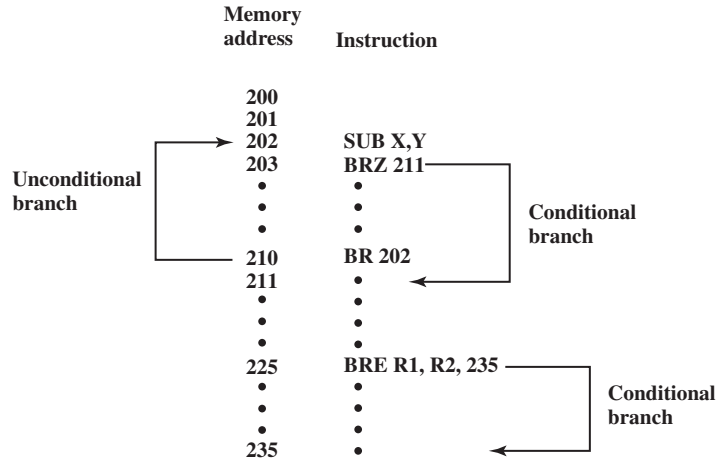 Memory address Instruction
200
201
202 SUB X,Y
203 BRZ 211
Unconditional branch
Conditional branch
210 BR 202
211
225 BRE R1, R2, 235
Conditional branch
235